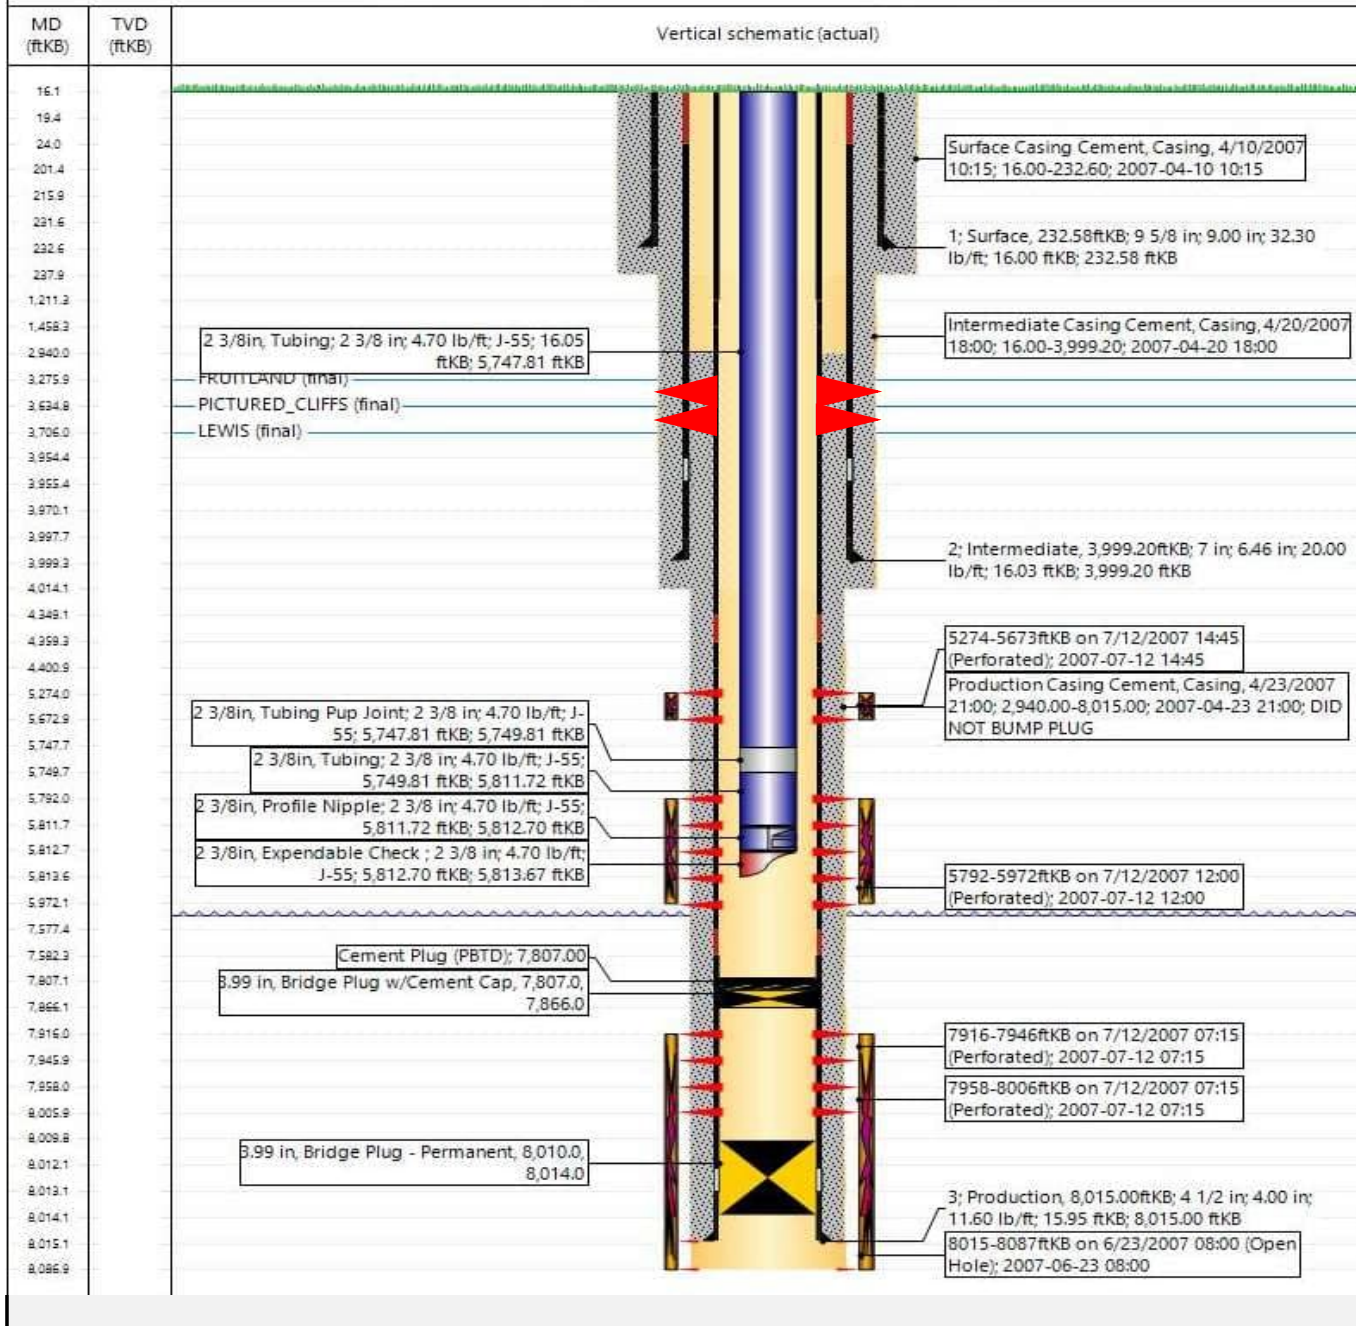 MD
(ftKB)
TVD
(ftKB)
Vertical schematic (actual)
16.1
19.4
24.0
201.4
215.9
231.6
232.6
237.9
1,211.3
1,458.3
2,940.0
3,275.9
3,634.8
3,706.0
3,954.4
3,955.4
3,970.1
3,997.7
3,999.3
4,014.1
4,349.1
4,359.3
4,400.9
5,274.0
5,672.9
5,747.7
5,749.7
5,792.0
5,811.7
5,812.7
5,813.6
5,972.1
7,577.4
7,582.3
7,807.1
7,866.1
7,916.0
7,945.9
7,958.0
8,005.9
8,009.8
8,012.1
8,013.1
8,014.1
8,015.1
8,086.9
2 3/8in, Tubing; 2 3/8 in; 4.70 lb/ft; J-55; 16.05
ftKB; 5,747.81 ftKB
FRUITLAND (final)
PICTURED_CLIFFS (final)
LEWIS (final)
2 3/8in, Tubing Pup Joint; 2 3/8 in; 4.70 lb/ft; J-
55; 5,747.81 ftKB; 5,749.81 ftKB
2 3/8in, Tubing; 2 3/8 in; 4.70 lb/ft; J-55;
5,749.81 ftKB; 5,811.72 ftKB
2 3/8in, Profile Nipple; 2 3/8 in; 4.70 lb/ft; J-55;
5,811.72 ftKB; 5,812.70 ftKB
2 3/8in, Expendable Check ; 2 3/8 in; 4.70 lb/ft;
J-55; 5,812.70 ftKB; 5,813.67 ftKB
Cement Plug (PBTD); 7,807.00
3.99 in, Bridge Plug w/Cement Cap, 7,807.0,
7,866.0
3.99 in, Bridge Plug - Permanent, 8,010.0,
8,014.0
Surface Casing Cement, Casing, 4/10/2007
10:15; 16.00-232.60; 2007-04-10 10:15
1; Surface, 232.58ftKB; 9 5/8 in; 9.00 in; 32.30
lb/ft; 16.00 ftKB; 232.58 ftKB
Intermediate Casing Cement, Casing, 4/20/2007
18:00; 16.00-3,999.20; 2007-04-20 18:00
2; Intermediate, 3,999.20ftKB; 7 in; 6.46 in; 20.00
lb/ft; 16.03 ftKB; 3,999.20 ftKB
5274-5673ftKB on 7/12/2007 14:45
(Perforated); 2007-07-12 14:45
Production Casing Cement, Casing, 4/23/2007
21:00; 2,940.00-8,015.00; 2007-04-23 21:00; DID
NOT BUMP PLUG
5792-5972ftKB on 7/12/2007 12:00
(Perforated); 2007-07-12 12:00
7916-7946ftKB on 7/12/2007 07:15
(Perforated); 2007-07-12 07:15
7958-8006ftKB on 7/12/2007 07:15
(Perforated); 2007-07-12 07:15
3; Production, 8,015.00ftKB; 4 1/2 in; 4.00 in;
11.60 lb/ft; 15.95 ftKB; 8,015.00 ftKB
8015-8087ftKB on 6/23/2007 08:00 (Open
Hole); 2007-06-23 08:00